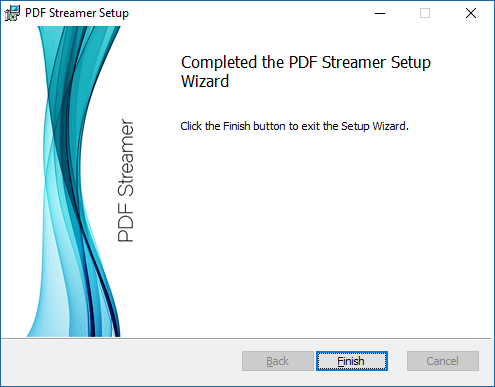 PDF Streamer Setup
Completed the PDF Streamer Setup
Wizard
Click the Finish button to exit the Setup Wizard.
PDF Streamer
Back
Finish
Cancel